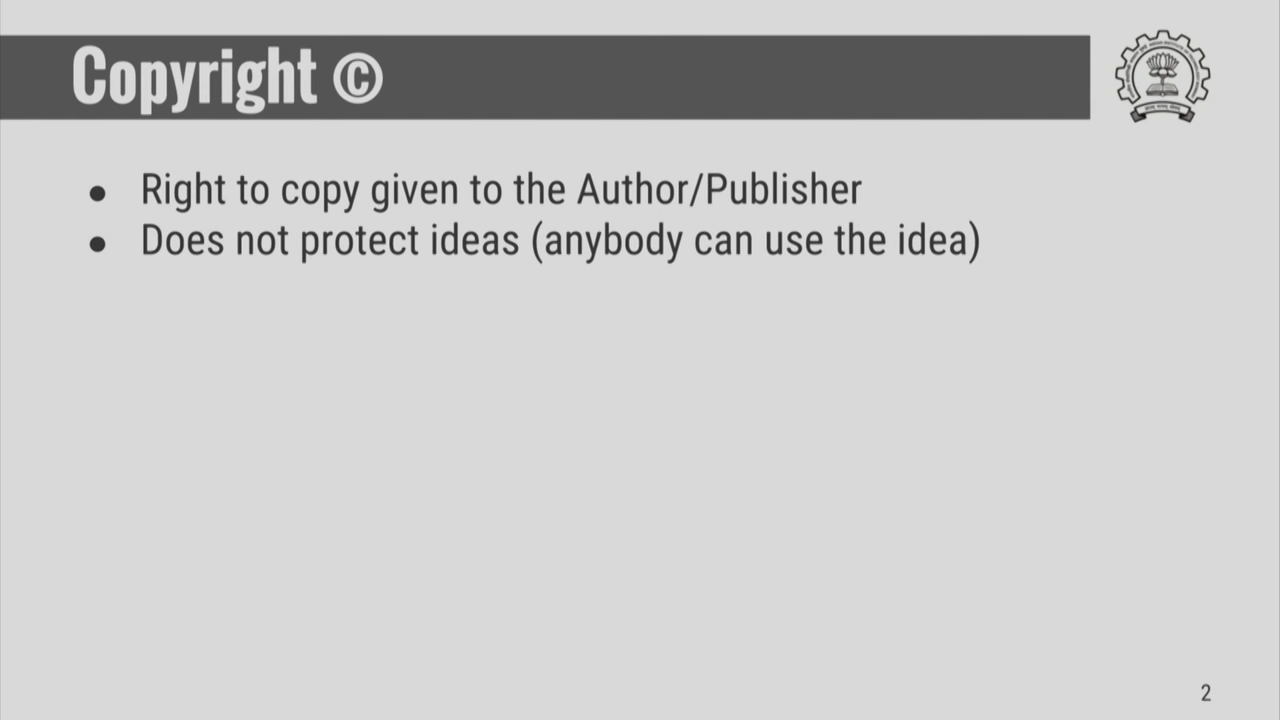 Copyright ©
● Right to copy given to the Author/Publisher
● Does not protect ideas (anybody can use the idea)
2